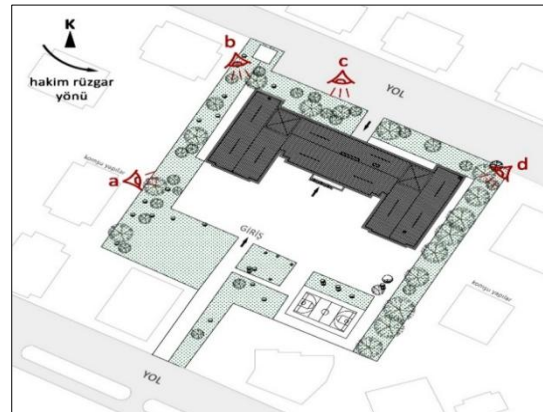 K
hakim rüzgar
yönü
b
c
YOL
a
d
komşu yapılar
GİRİŞ
komşu yapılar
YOL